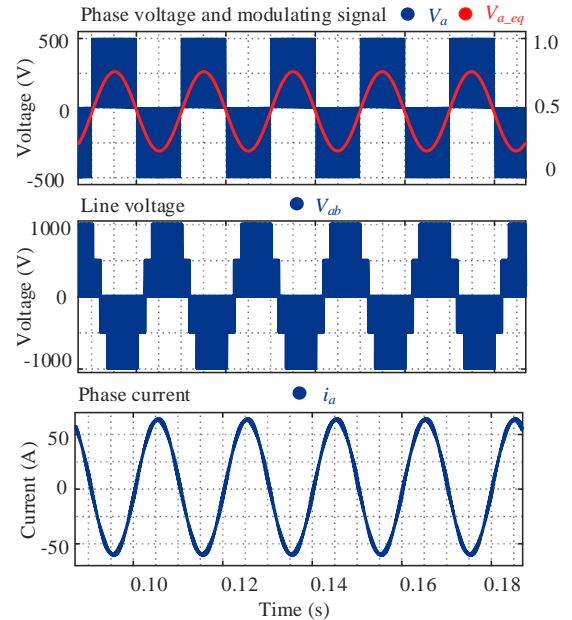 Phase voltage and modulating signal V_a V_a_eq
500 1.0
0 0.5
-500 0
Voltage (V)
Line voltage V_ab
1000
0
-1000
Voltage (V)
Phase current i_a
50
0
-50
Current (A)
0.10 0.12 0.14 0.16 0.18
Time (s)